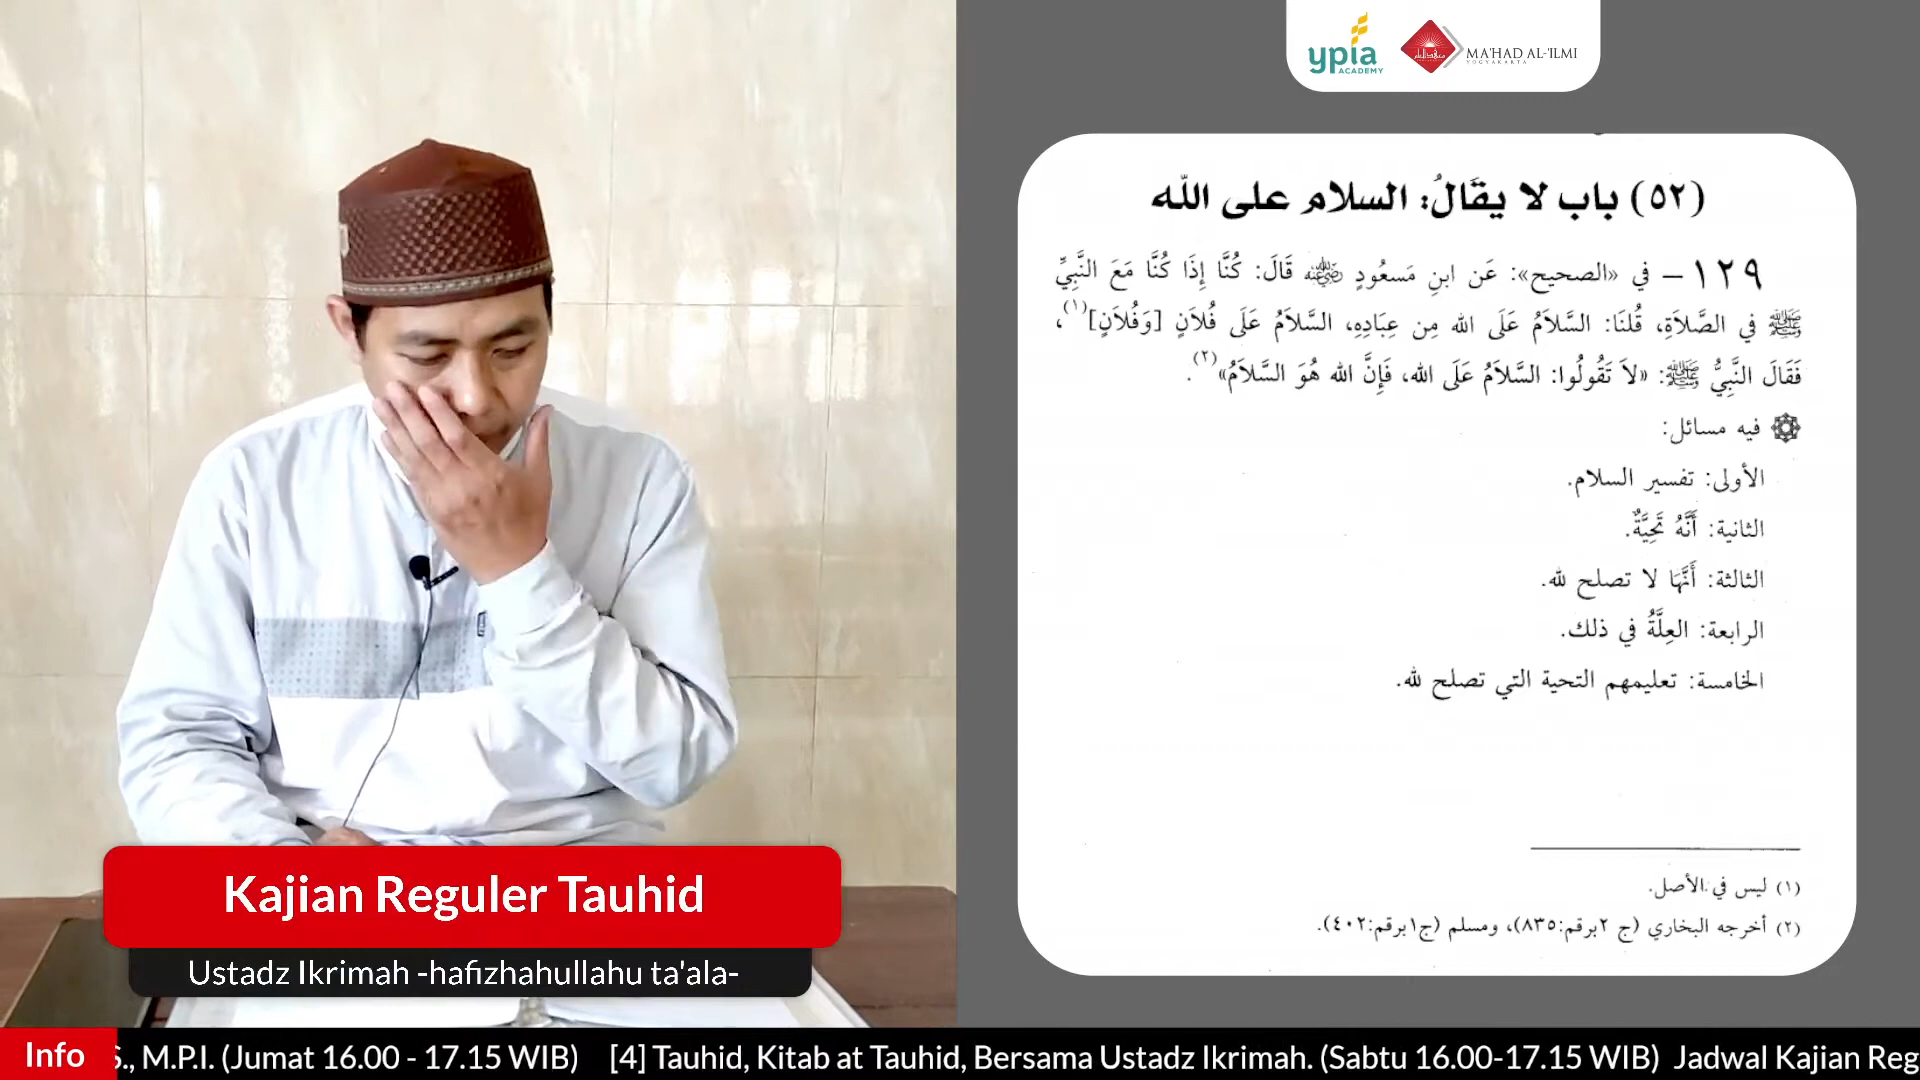 ypia
ACADEMY
MA'HAD AL-'ILMI
YOGYAKARTA
(٥٢) باب لا يقَالُ: السلام على اللّه
١٢٩ – في «الصحيح»: عَن ابنِ مَسعُودٍ رَضِيَ اللهُ عَنْهُ قَالَ: كُنَّا إِذَا كُنَّا مَعَ النَّبِيِّ
ﷺ في الصَّلاَةِ، قُلنَا: السَّلاَمُ عَلَى الله مِن عِبَادِهِ، السَّلاَمُ عَلَى فُلاَنٍ [وَفُلاَنٍ](١)،
فَقَالَ النَّبِيُّ ﷺ: «لاَ تَقُولُوا: السَّلاَمُ عَلَى الله، فَإِنَّ الله هُوَ السَّلاَمُ»(٢).
فيه مسائل:
الأولى: تفسير السلام.
الثانية: أَنَّهُ تَحِيَّةٌ.
الثالثة: أَنَّهَا لا تصلح لله.
الرابعة: العِلَّةُ في ذلك.
الخامسة: تعليمهم التحية التي تصلح لله.
(١) ليس في الأصل.
(٢) أخرجه البخاري (ج ٢برقم:٨٣٥)، ومسلم (ج١برقم:٤٠٢).
Kajian Reguler Tauhid
Ustadz Ikrimah -hafizhahullahu ta'ala-
Info S., M.P.I. (Jumat 16.00 - 17.15 WIB) [4] Tauhid, Kitab at Tauhid, Bersama Ustadz Ikrimah. (Sabtu 16.00-17.15 WIB) Jadwal Kajian Reg